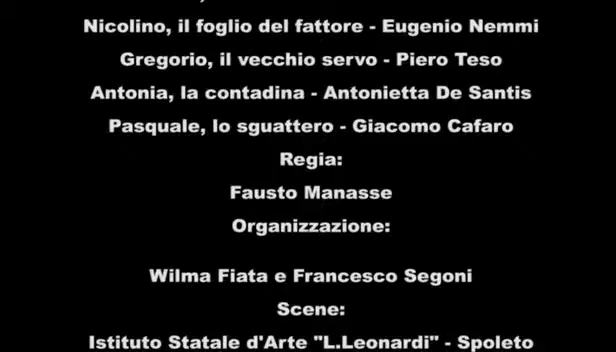 Nicolino, il foglio del fattore - Eugenio Nemmi
Gregorio, il vecchio servo - Piero Teso
Antonia, la contadina - Antonietta De Santis
Pasquale, lo sguattero - Giacomo Cafaro
Regia:
Fausto Manasse
Organizzazione:
Wilma Fiata e Francesco Segoni
Scene:
Istituto Statale d'Arte "L.Leonardi" - Spoleto